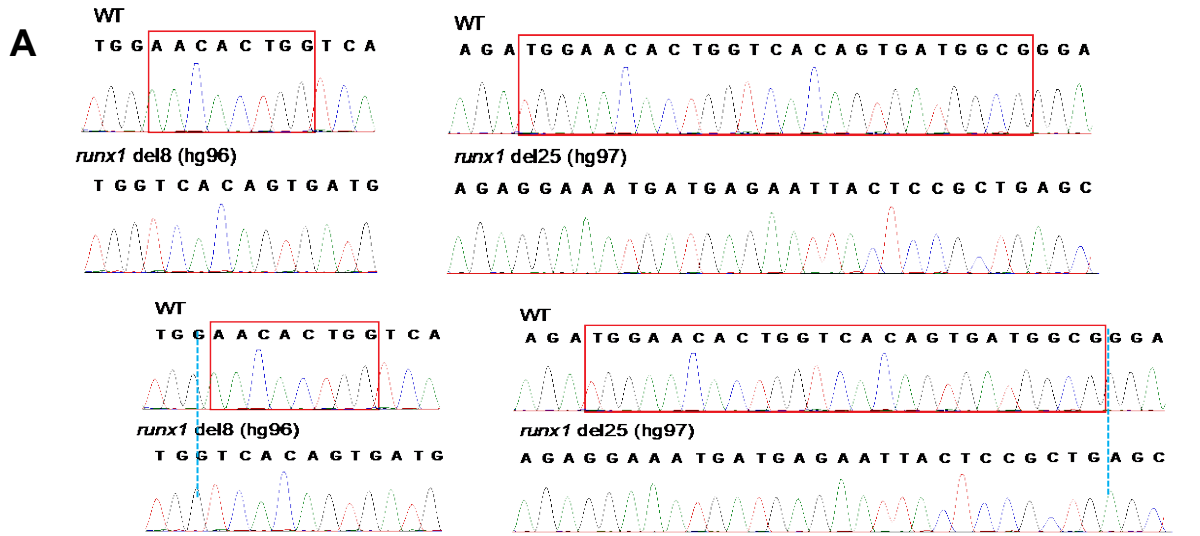 A
WT
T G G A A C A C T G G T C A
runx1 del8 (hg96)
T G G T C A C A G T G A T G
WT
A G A T G G A A C A C T G G T C A C A G T G A T G G C G G G A
runx1 del25 (hg97)
A G A G G A A A T G A T G A G A A T T A C T C C G C T G A G C
WT
T G G A A C A C T G G T C A
runx1 del8 (hg96)
T G G T C A C A G T G A T G
WT
A G A T G G A A C A C T G G T C A C A G T G A T G G C G G G A
runx1 del25 (hg97)
A G A G G A A A T G A T G A G A A T T A C T C C G C T G A G C